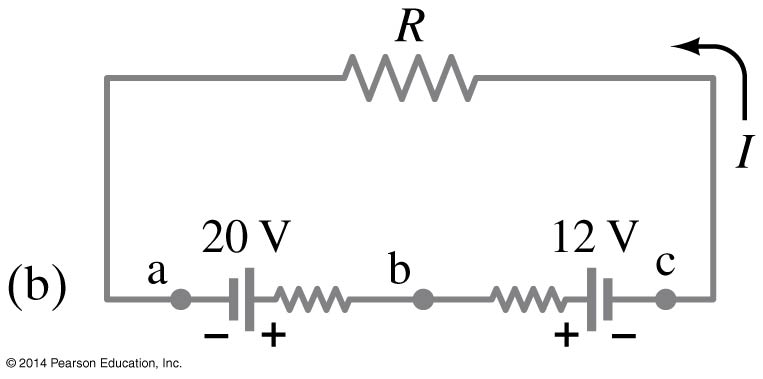 R
I
20 V
12 V
a
b
c
(b)
− +
+ −
© 2014 Pearson Education, Inc.